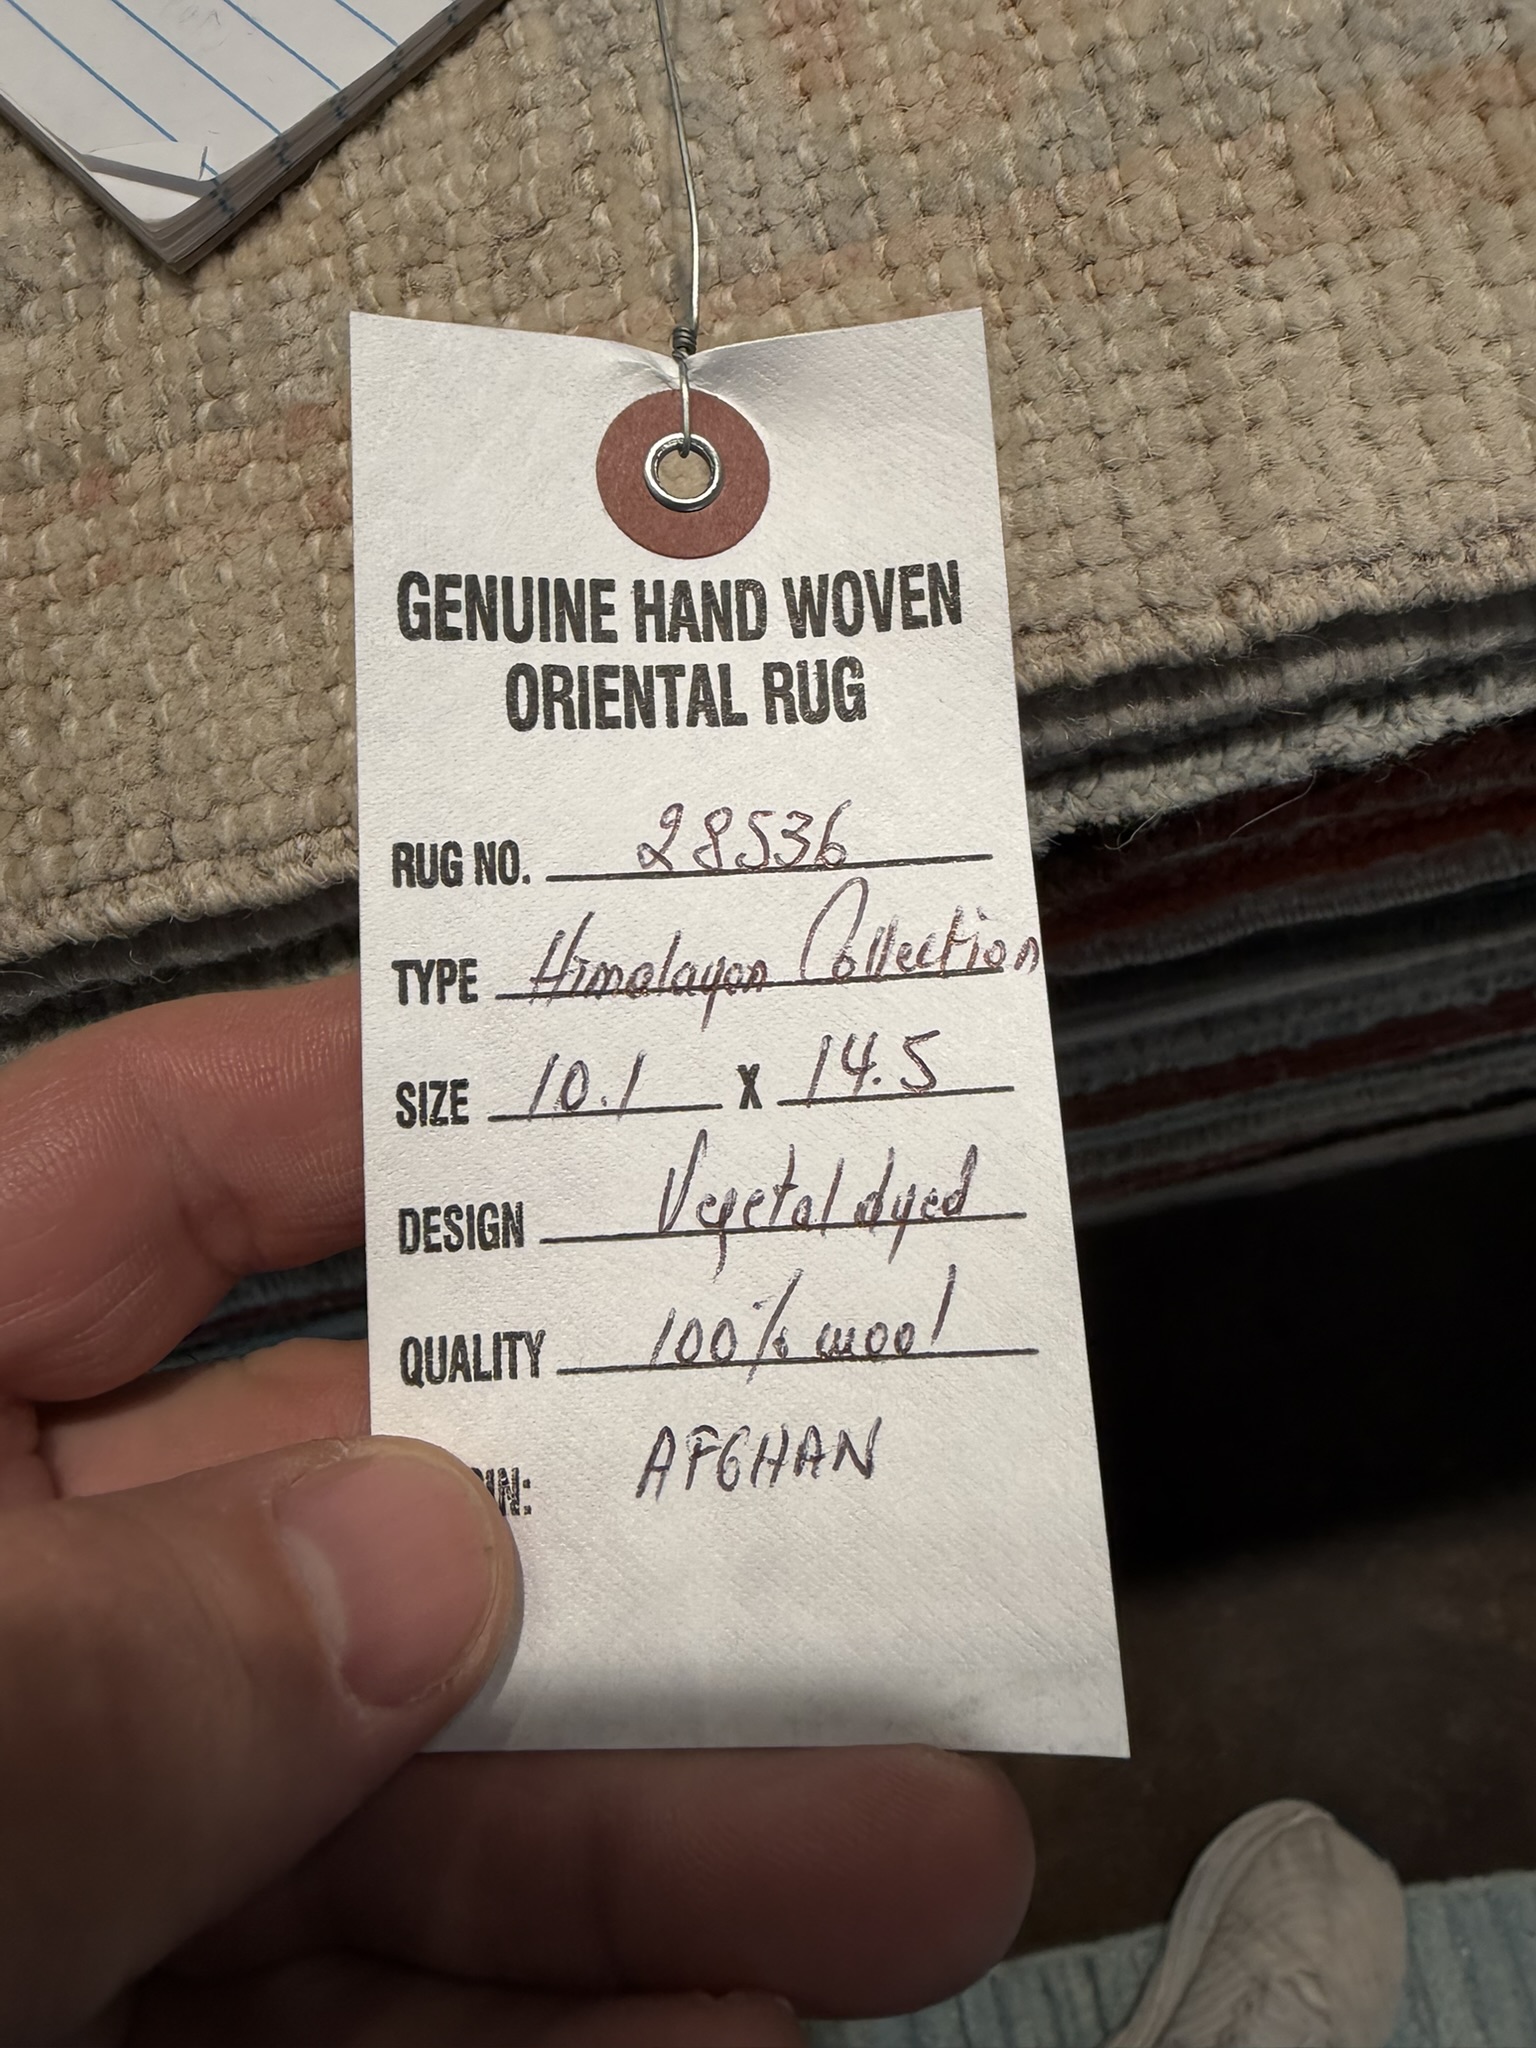 GENUINE HAND WOVEN
ORIENTAL RUG
RUG NO. 28536
TYPE Himalayan Collection
SIZE 10.1 X 14.5
DESIGN Vegetal dyed
QUALITY 100% wool
IN: AFGHAN